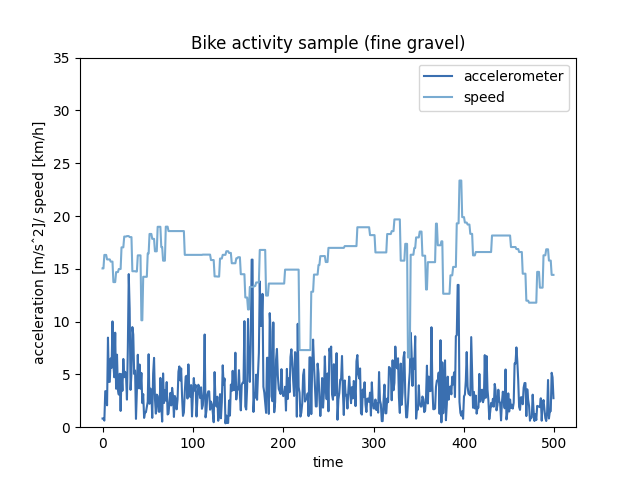 Bike activity sample (fine gravel)
accelerometer
speed
35
30
25
20
15
10
5
0
acceleration [m/s^2]/ speed [km/h]
0 100 200 300 400 500
time